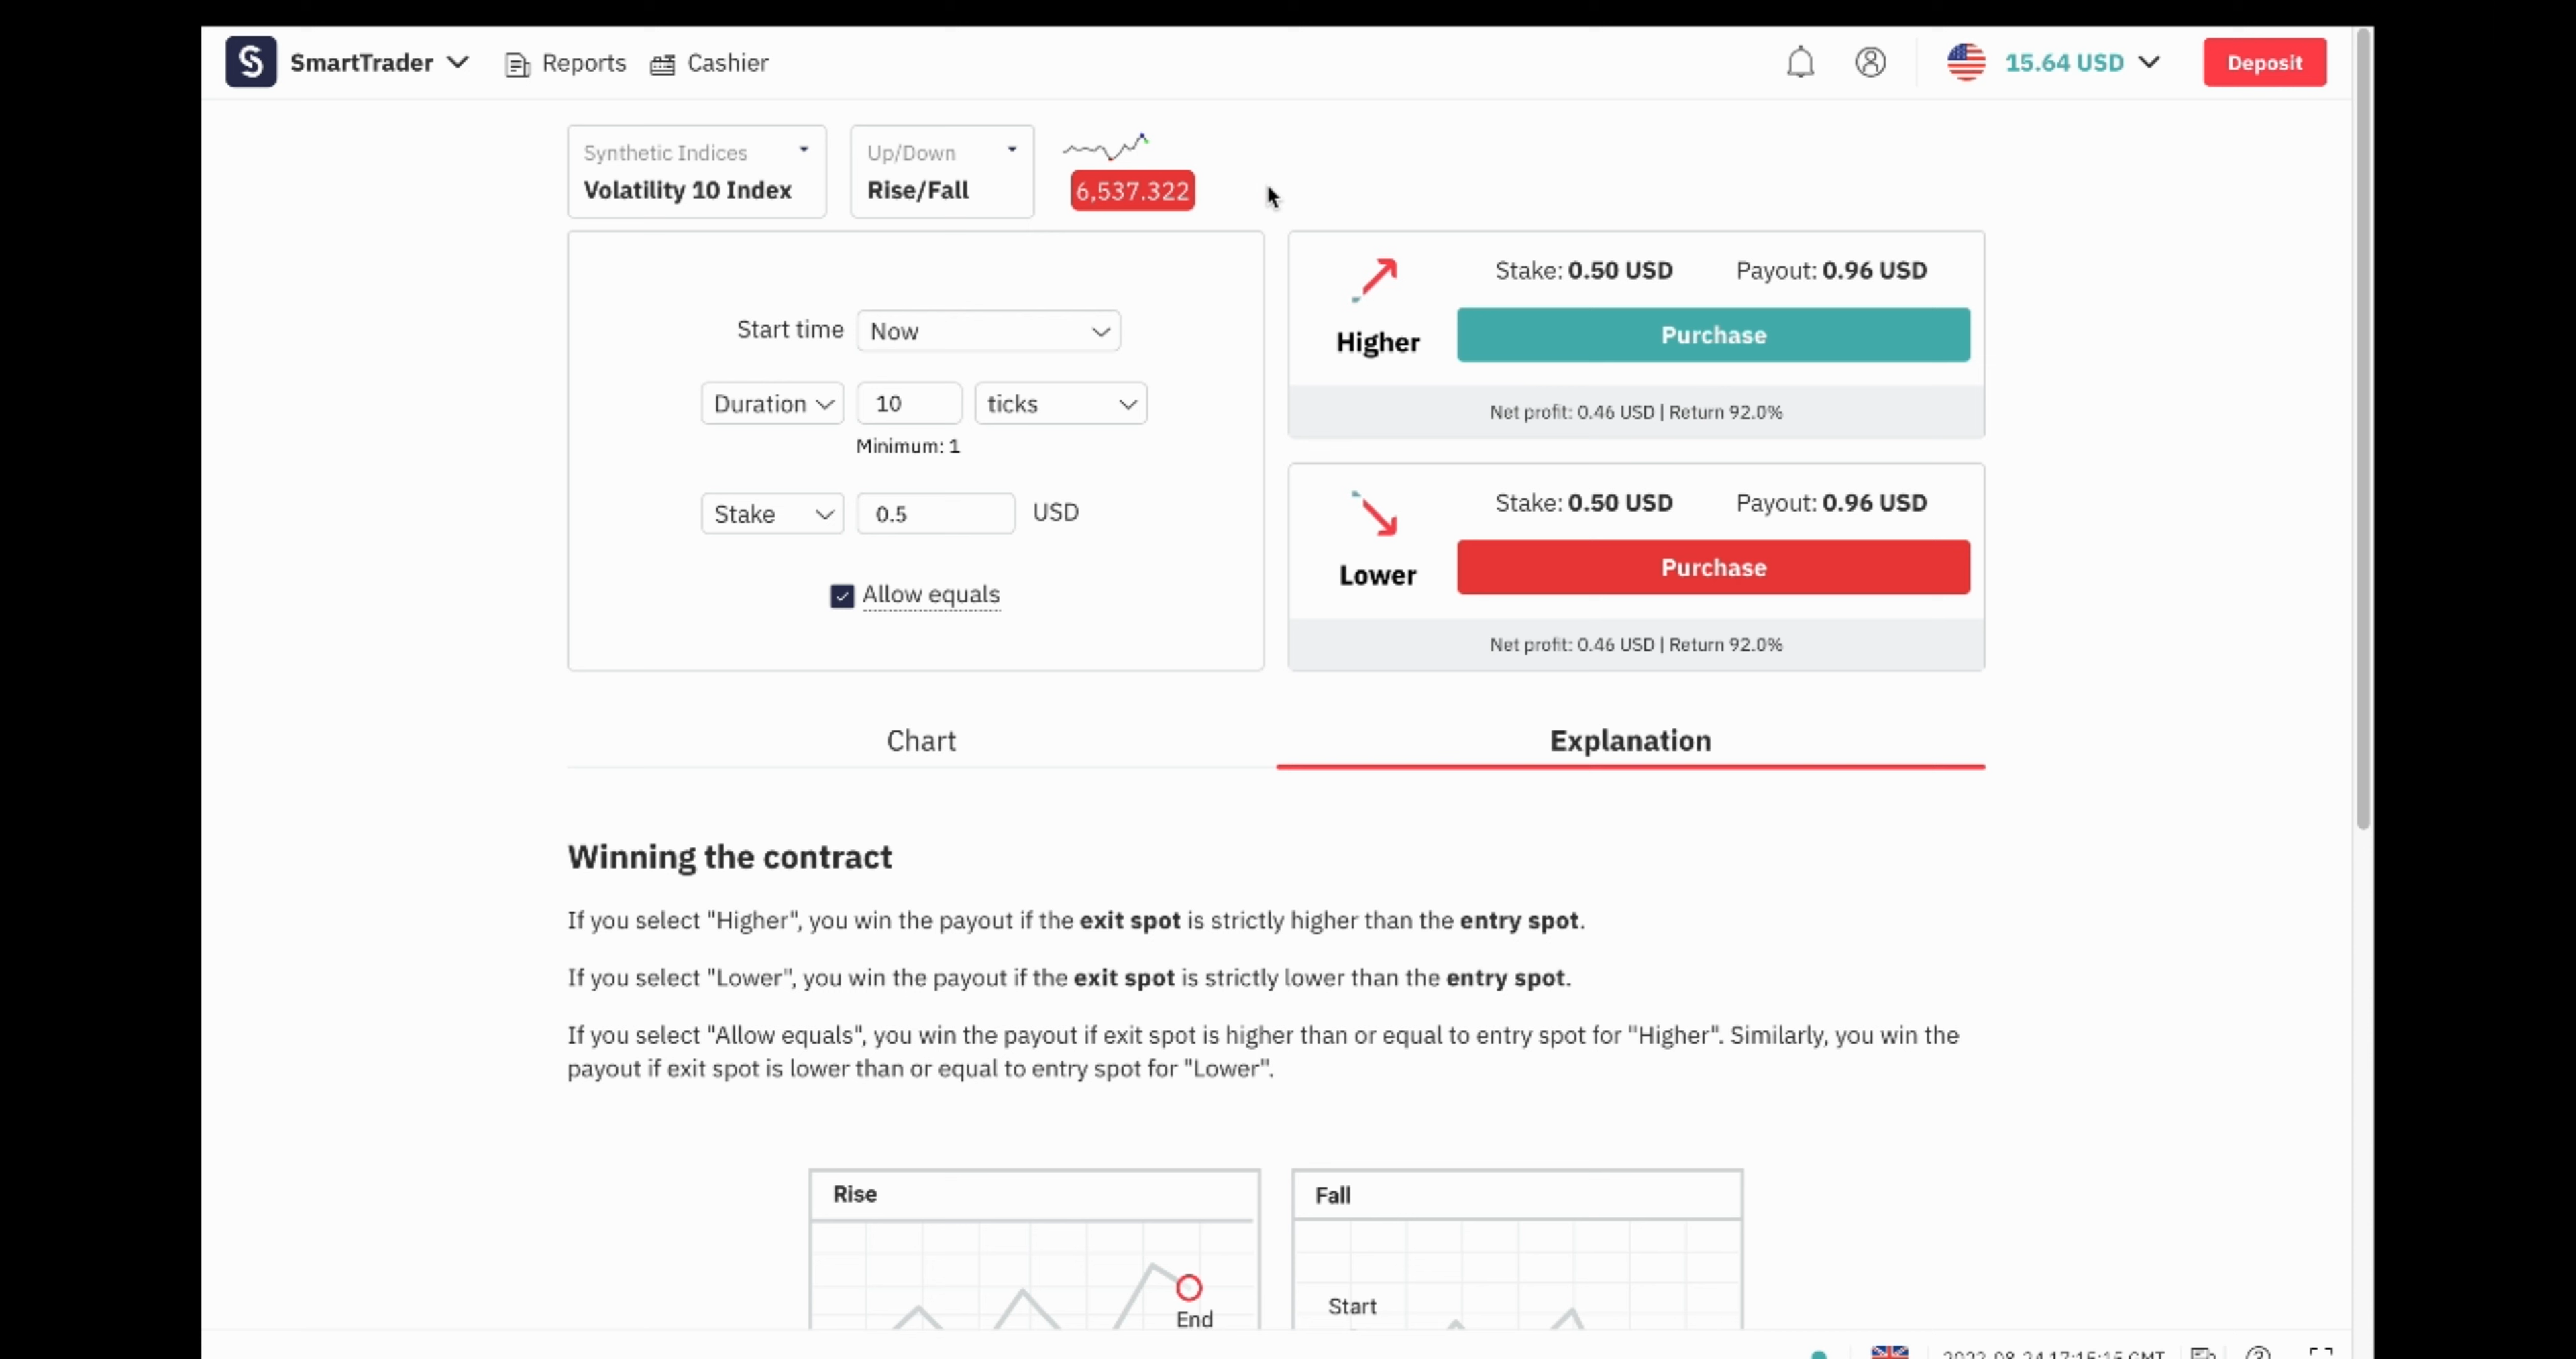 SmartTrader Reports Cashier 15.64 USD Deposit
Synthetic Indices
Volatility 10 Index
Up/Down
Rise/Fall
6,537.322
Start time Now
Duration 10 ticks
Minimum: 1
Stake 0.5 USD
Allow equals
Stake: 0.50 USD Payout: 0.96 USD
Higher Purchase
Net profit: 0.46 USD | Return 92.0%
Stake: 0.50 USD Payout: 0.96 USD
Lower Purchase
Net profit: 0.46 USD | Return 92.0%
Chart Explanation
Winning the contract
If you select "Higher", you win the payout if the exit spot is strictly higher than the entry spot.
If you select "Lower", you win the payout if the exit spot is strictly lower than the entry spot.
If you select "Allow equals", you win the payout if exit spot is higher than or equal to entry spot for "Higher". Similarly, you win the
payout if exit spot is lower than or equal to entry spot for "Lower".
Rise
End
Fall
Start